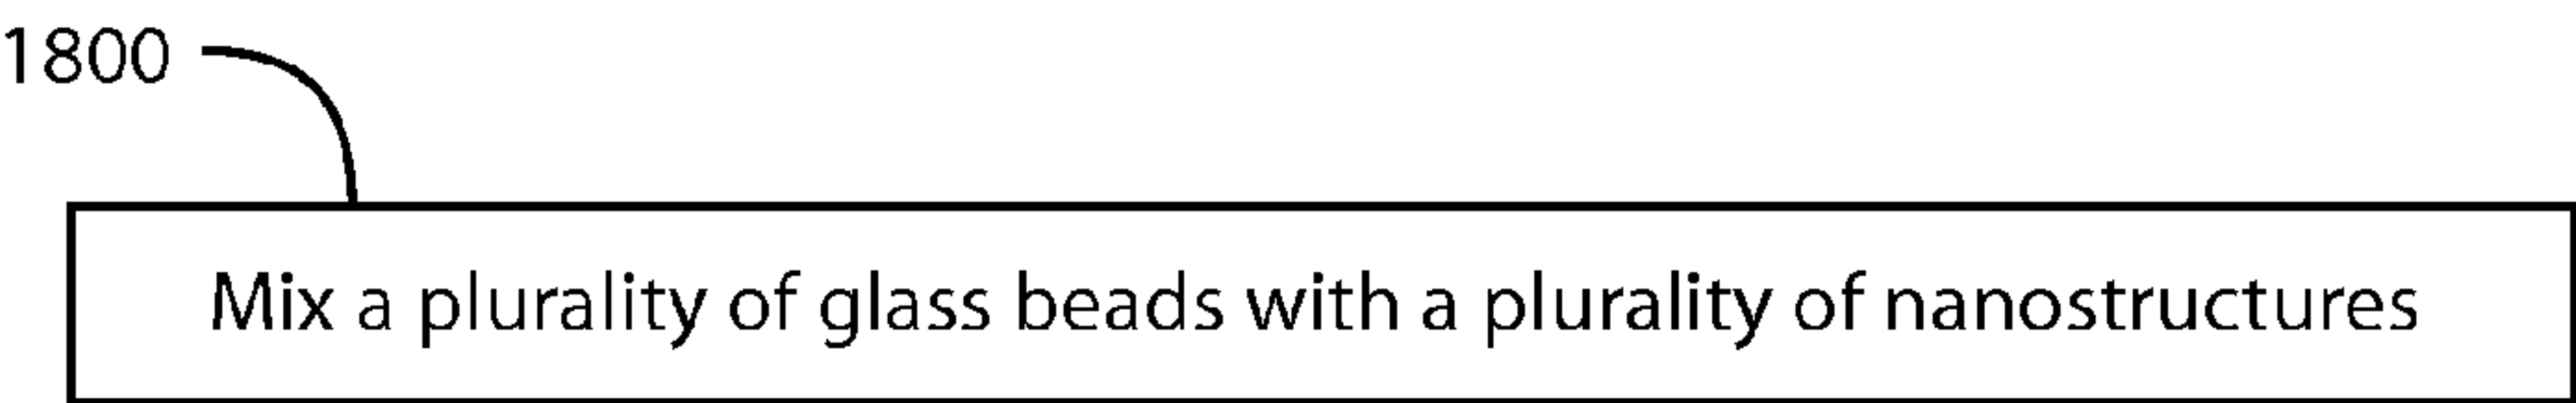 1800
Mix a plurality of glass beads with a plurality of nanostructures